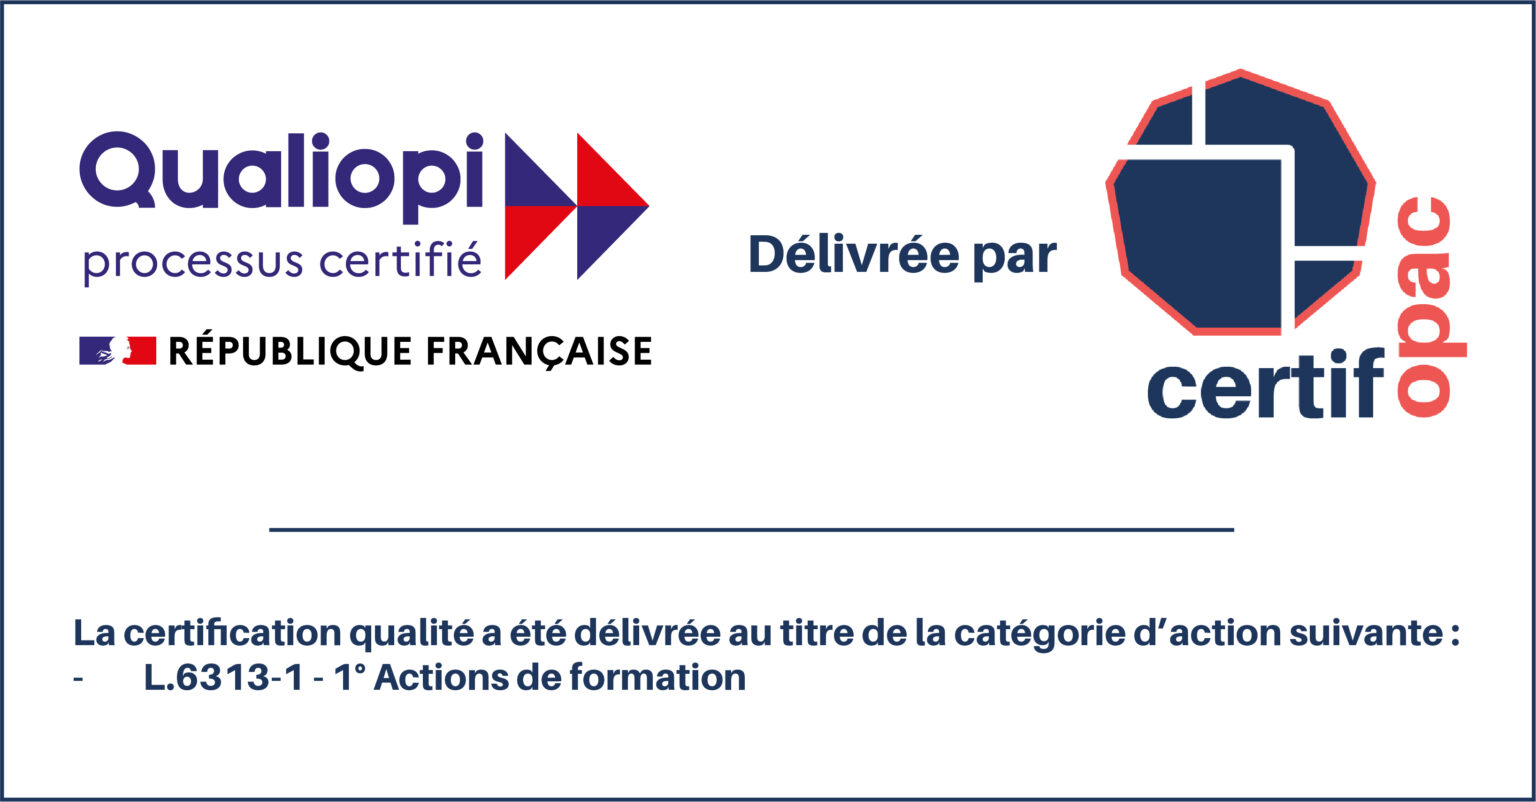 Qualiopi
processus certifié
RÉPUBLIQUE FRANÇAISE
Délivrée par
certif
opac
La certification qualité a été délivrée au titre de la catégorie d’action suivante :
- L.6313-1 - 1° Actions de formation